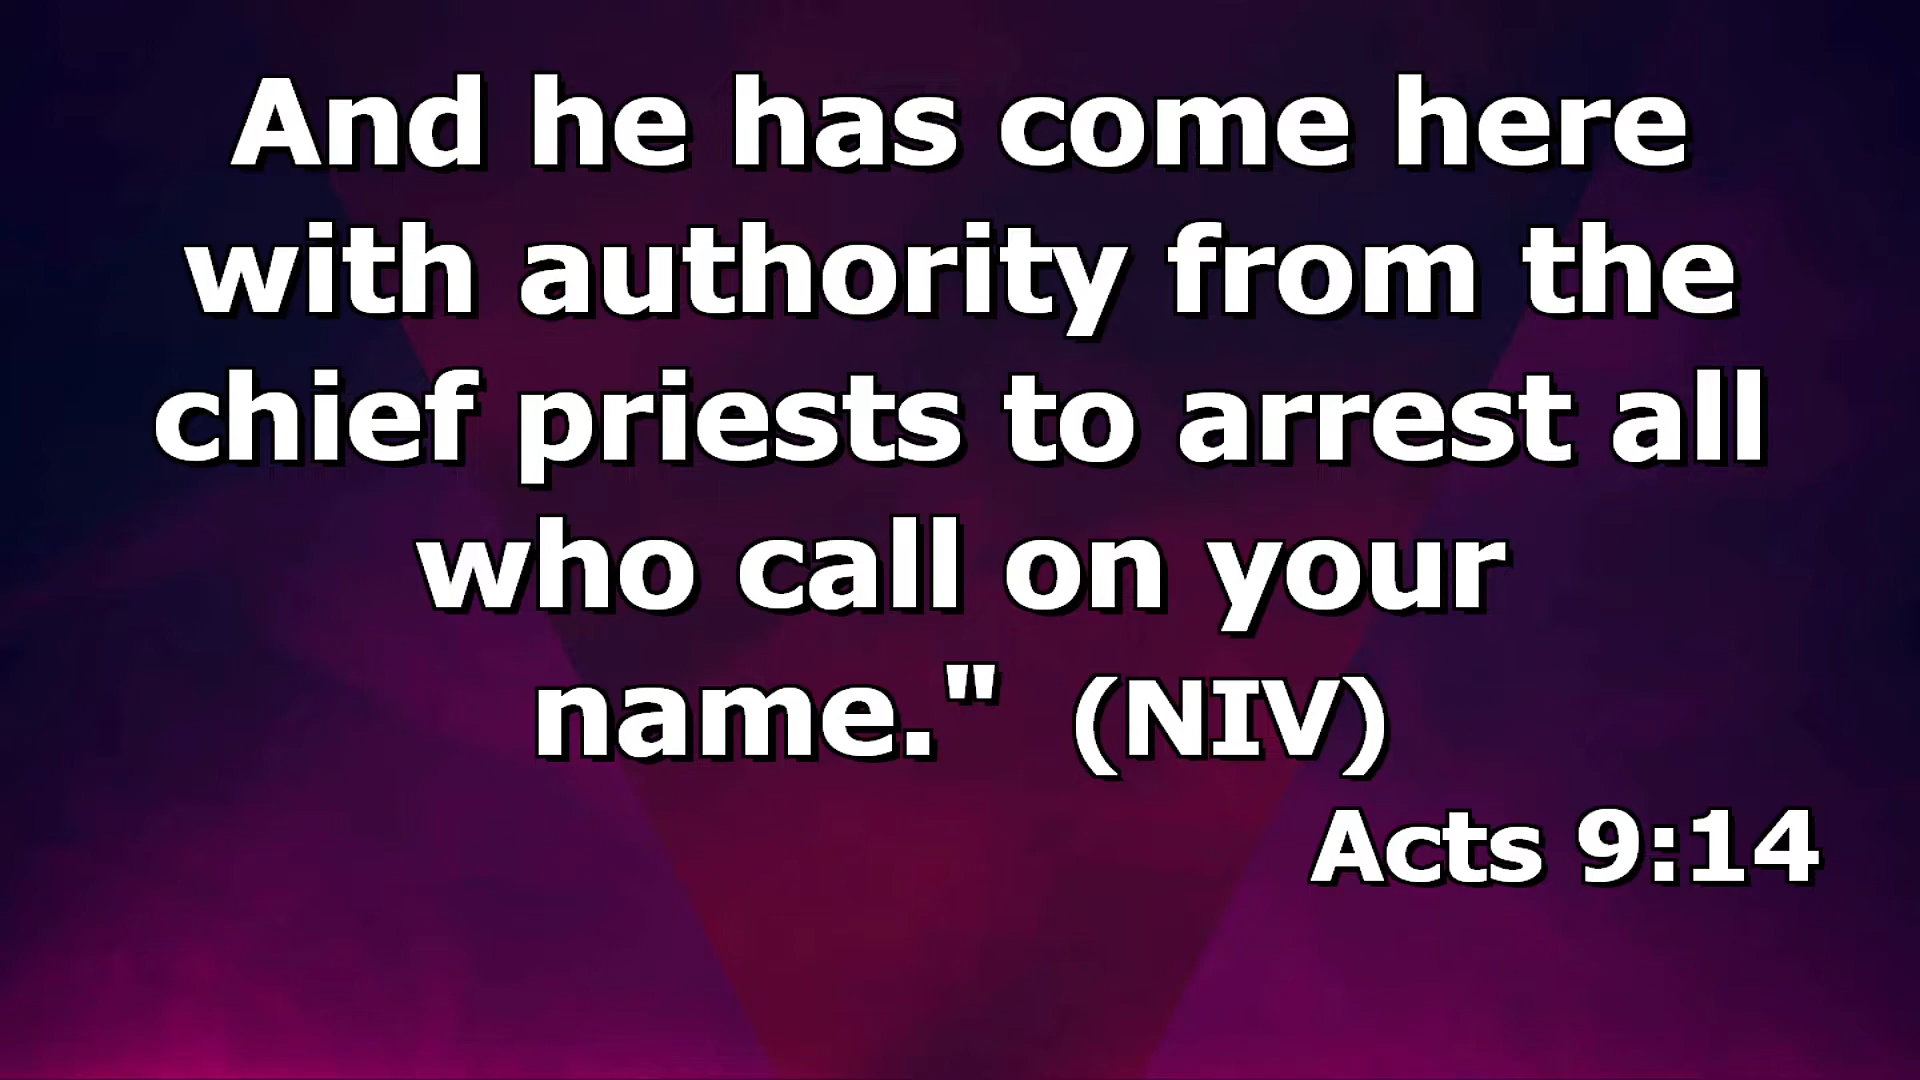 And he has come here
with authority from the
chief priests to arrest all
who call on your
name."  (NIV)
Acts 9:14